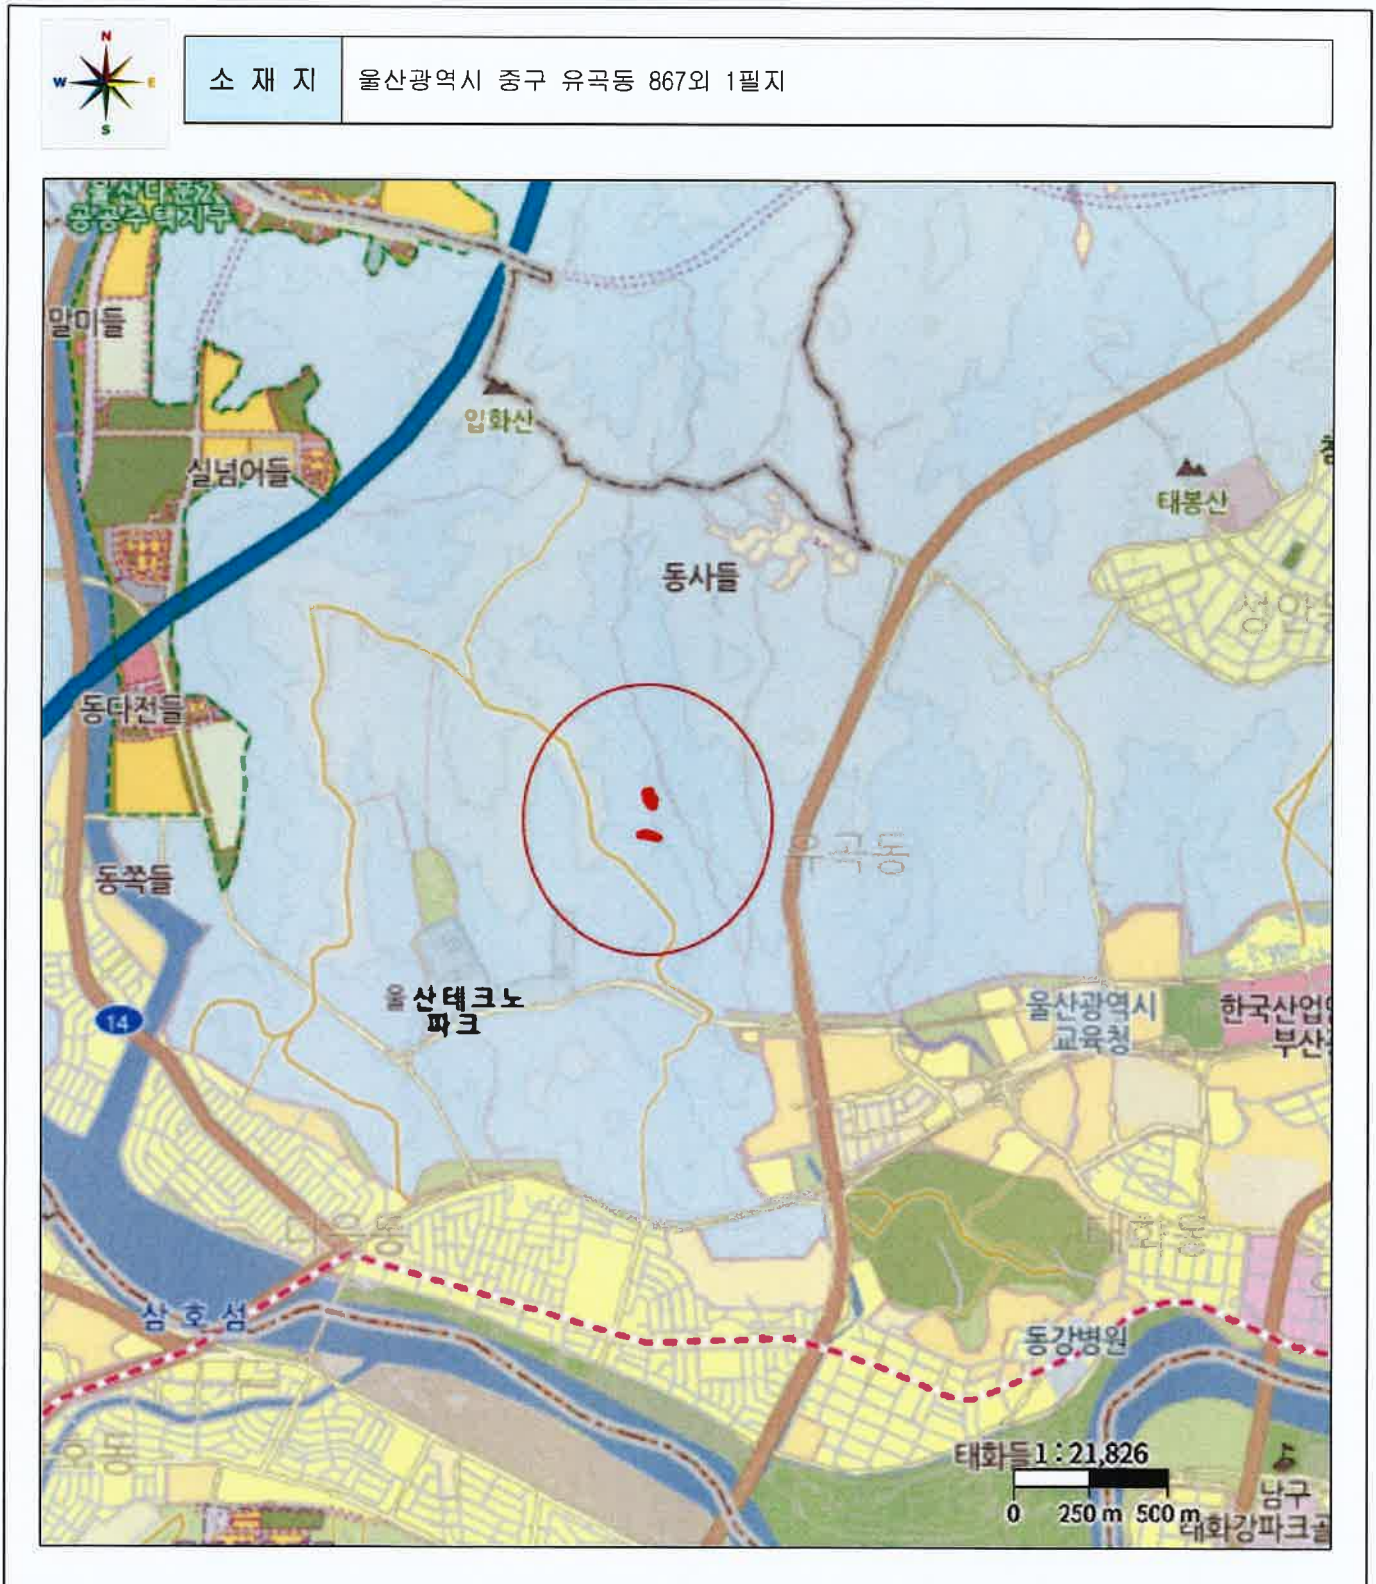 N
W
E
S
소 재 지
울산광역시 중구 유곡동 867외 1필지
울산다운2
공공주택지구
말미들
입화산
실넘어들
태봉산
동사들
성안동
동다전들
유곡동
동쪽들
울산테크노
파크
14
울산광역시
교육청
한국산업인
부산
다운동
태화동
삼호섬
동강병원
호동
태화들
1:21,826
0 250 m 500 m
남구
태화강파크골